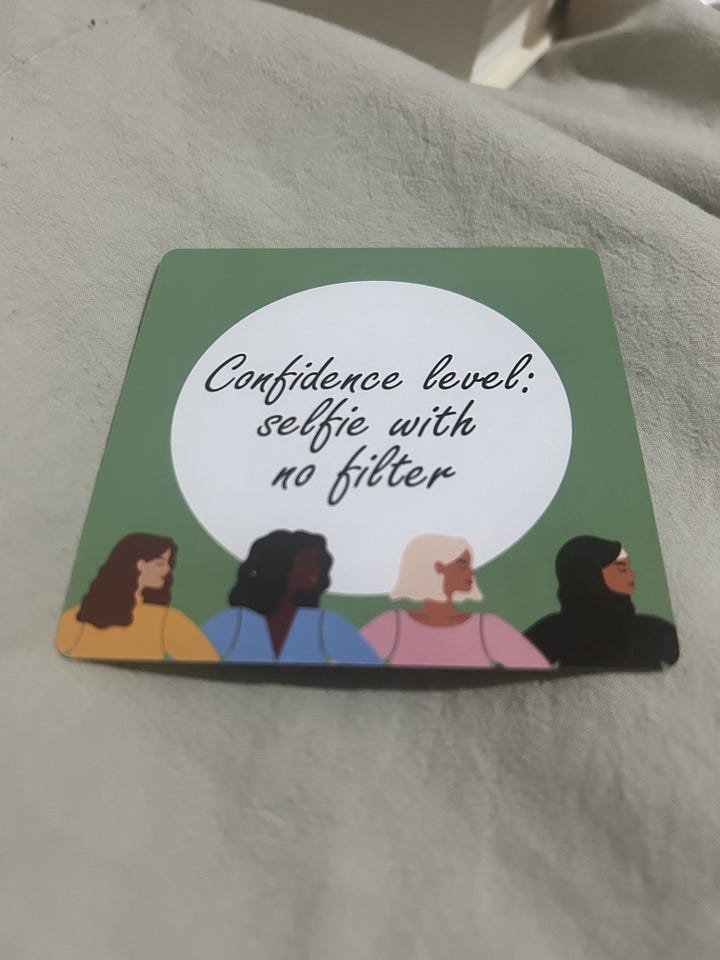 Confidence level:
selfie with
no filter